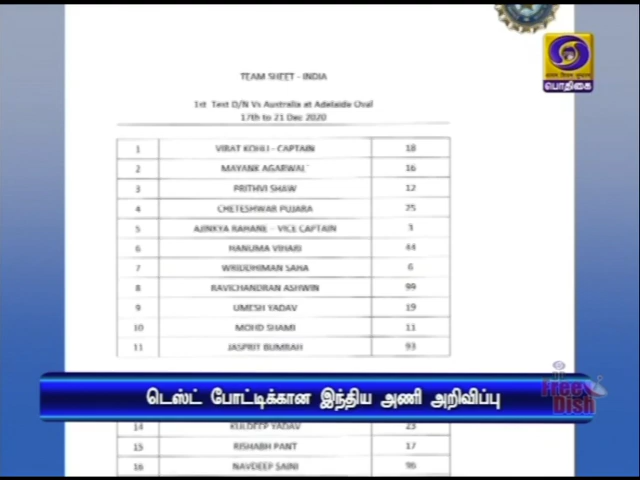 TEAM SHEET - INDIA
1st Test D/N Vs Australia at Adelaide Oval
17th to 21 Dec 2020
1 VIRAT KOHLI - CAPTAIN 18
2 MAYANK AGARWAL 16
3 PRITHVI SHAW 12
4 CHETESHWAR PUJARA 25
5 AJINKYA RAHANE - VICE CAPTAIN 3
6 HANUMA VIHARI 44
7 WRIDDHIMAN SAHA 6
8 RAVICHANDRAN ASHWIN 99
9 UMESH YADAV 19
10 MOHD SHAMI 11
11 JASPRIT BUMRAH 93
14 KULDEEP YADAV 23
15 RISHABH PANT 17
16 NAVDEEP SAINI 96
டெஸ்ட் போட்டிக்கான இந்திய அணி அறிவிப்பு
பொதிகை
Free Dish